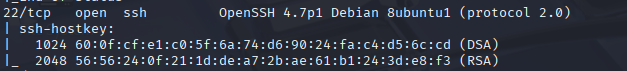 22/tcp open ssh OpenSSH 4.7p1 Debian 8ubuntu1 (protocol 2.0)
| ssh-hostkey:
| 1024 60:0f:cf:e1:c0:5f:6a:74:d6:90:24:fa:c4:d5:6c:cd (DSA)
|_ 2048 56:56:24:0f:21:1d:de:a7:2b:ae:61:b1:24:3d:e8:f3 (RSA)